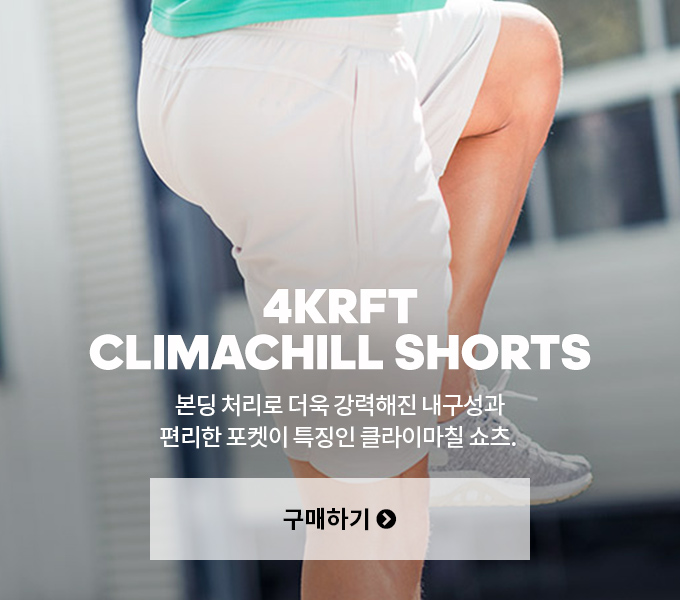 4KRFT
CLIMACHILL SHORTS
본딩 처리로 더욱 강력해진 내구성과
편리한 포켓이 특징인 클라이마칠 쇼츠.
구매하기